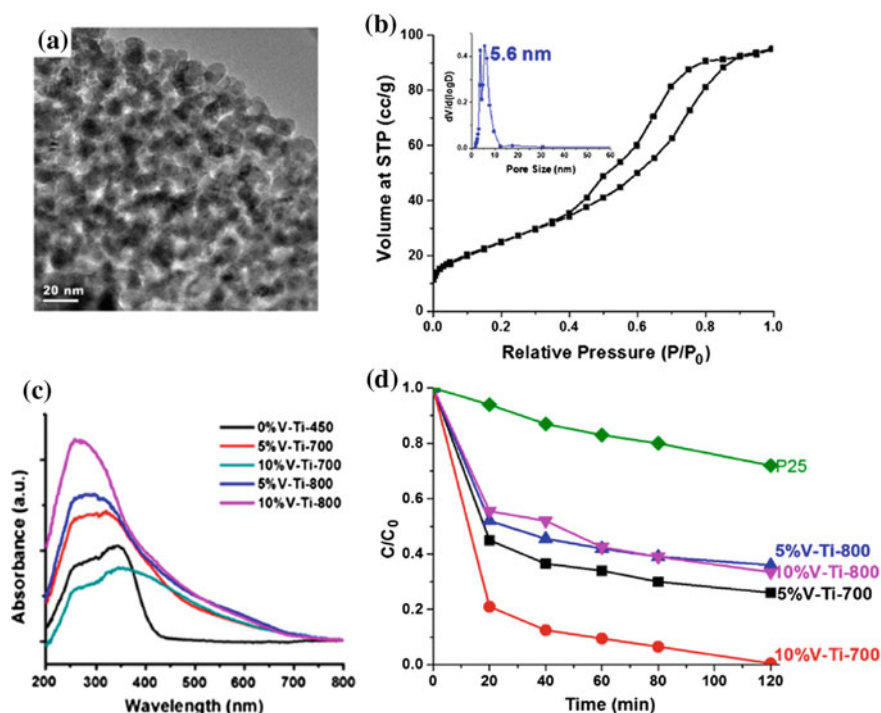 (a)
20 nm
(b)
Volume at STP (cc/g)
100
80
60
40
20
0
0.0 0.2 0.4 0.6 0.8 1.0
Relative Pressure (P/P0)
dV/d(logD)
0.4
0.2
0.0
0 10 20 30 40 50 60
Pore Size (nm)
5.6 nm
(c)
Absorbance (a.u.)
0%V-Ti-450
5%V-Ti-700
10%V-Ti-700
5%V-Ti-800
10%V-Ti-800
200 300 400 500 600 700 800
Wavelength (nm)
(d)
C/C0
1.0
0.8
0.6
0.4
0.2
0.0
P25
5%V-Ti-800
10%V-Ti-800
5%V-Ti-700
10%V-Ti-700
20 40 60 80 100 120
Time (min)